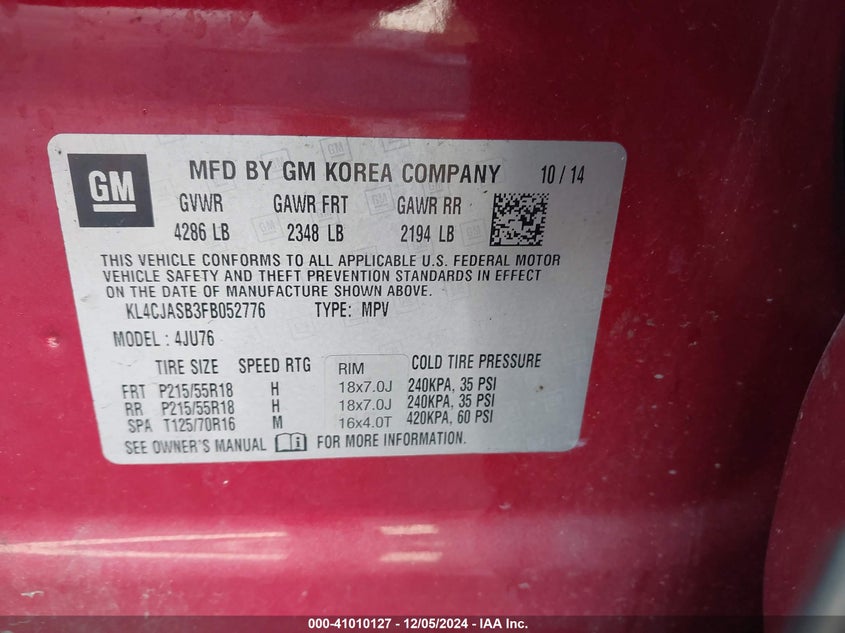 GM
MFD BY GM KOREA COMPANY 10/14
GVWR GAWR FRT GAWR RR
4286 LB 2348 LB 2194 LB
THIS VEHICLE CONFORMS TO ALL APPLICABLE U.S. FEDERAL MOTOR
VEHICLE SAFETY AND THEFT PREVENTION STANDARDS IN EFFECT
ON THE DATE OF MANUFACTURE SHOWN ABOVE.
KL4CJASB3FB052776 TYPE: MPV
MODEL: 4JU76
TIRE SIZE SPEED RTG RIM COLD TIRE PRESSURE
FRT P215/55R18 H 18x7.0J 240KPA, 35 PSI
RR P215/55R18 H 18x7.0J 240KPA, 35 PSI
SPA T125/70R16 M 16x4.0T 420KPA, 60 PSI
SEE OWNER'S MANUAL FOR MORE INFORMATION.
000-41010127 - 12/05/2024 - IAA Inc.